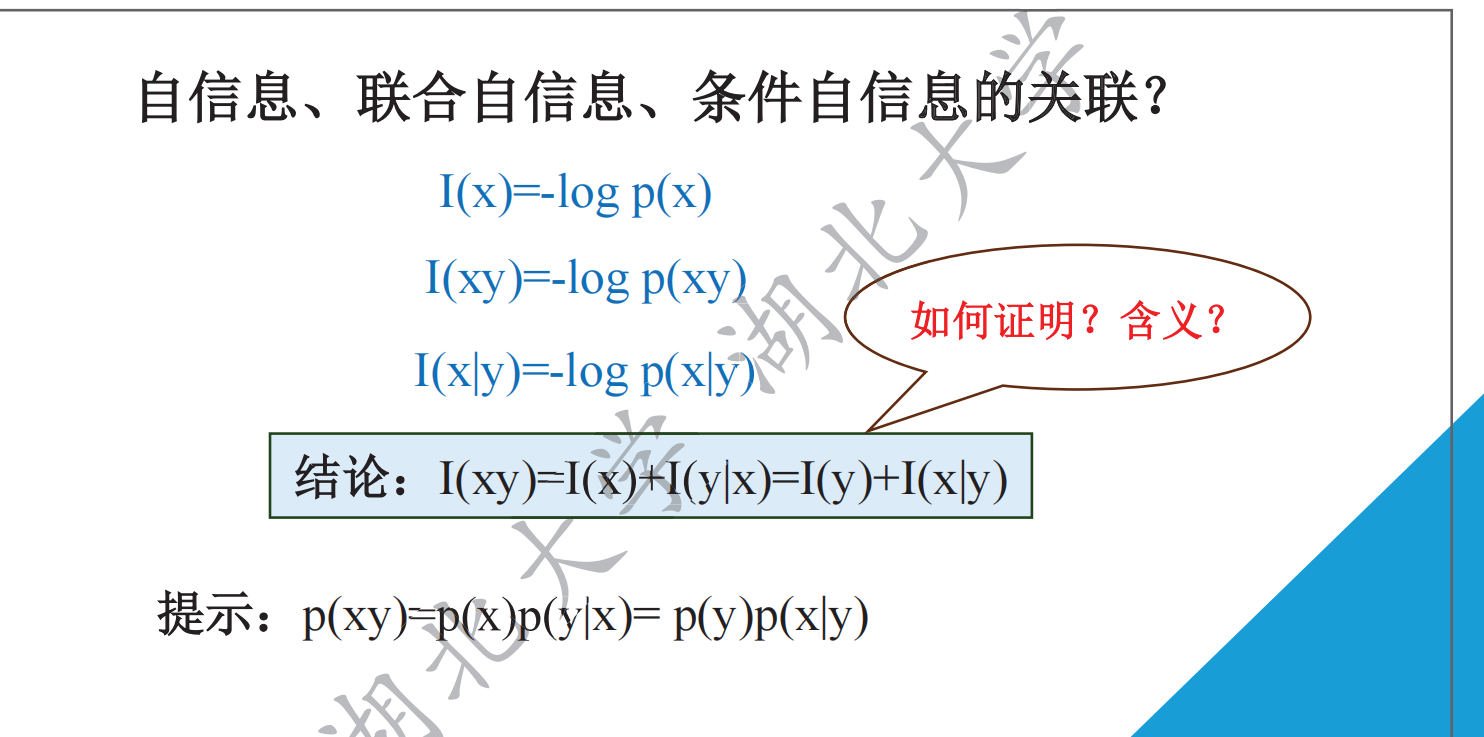 自信息、联合自信息、条件自信息的关联？
I(x)=-log p(x)
I(xy)=-log p(xy)
I(x|y)=-log p(x|y)
如何证明？含义？
结论：I(xy)=I(x)+I(y|x)=I(y)+I(x|y)
提示：p(xy)=p(x)p(y|x)= p(y)p(x|y)
湖北大学
湖北大学